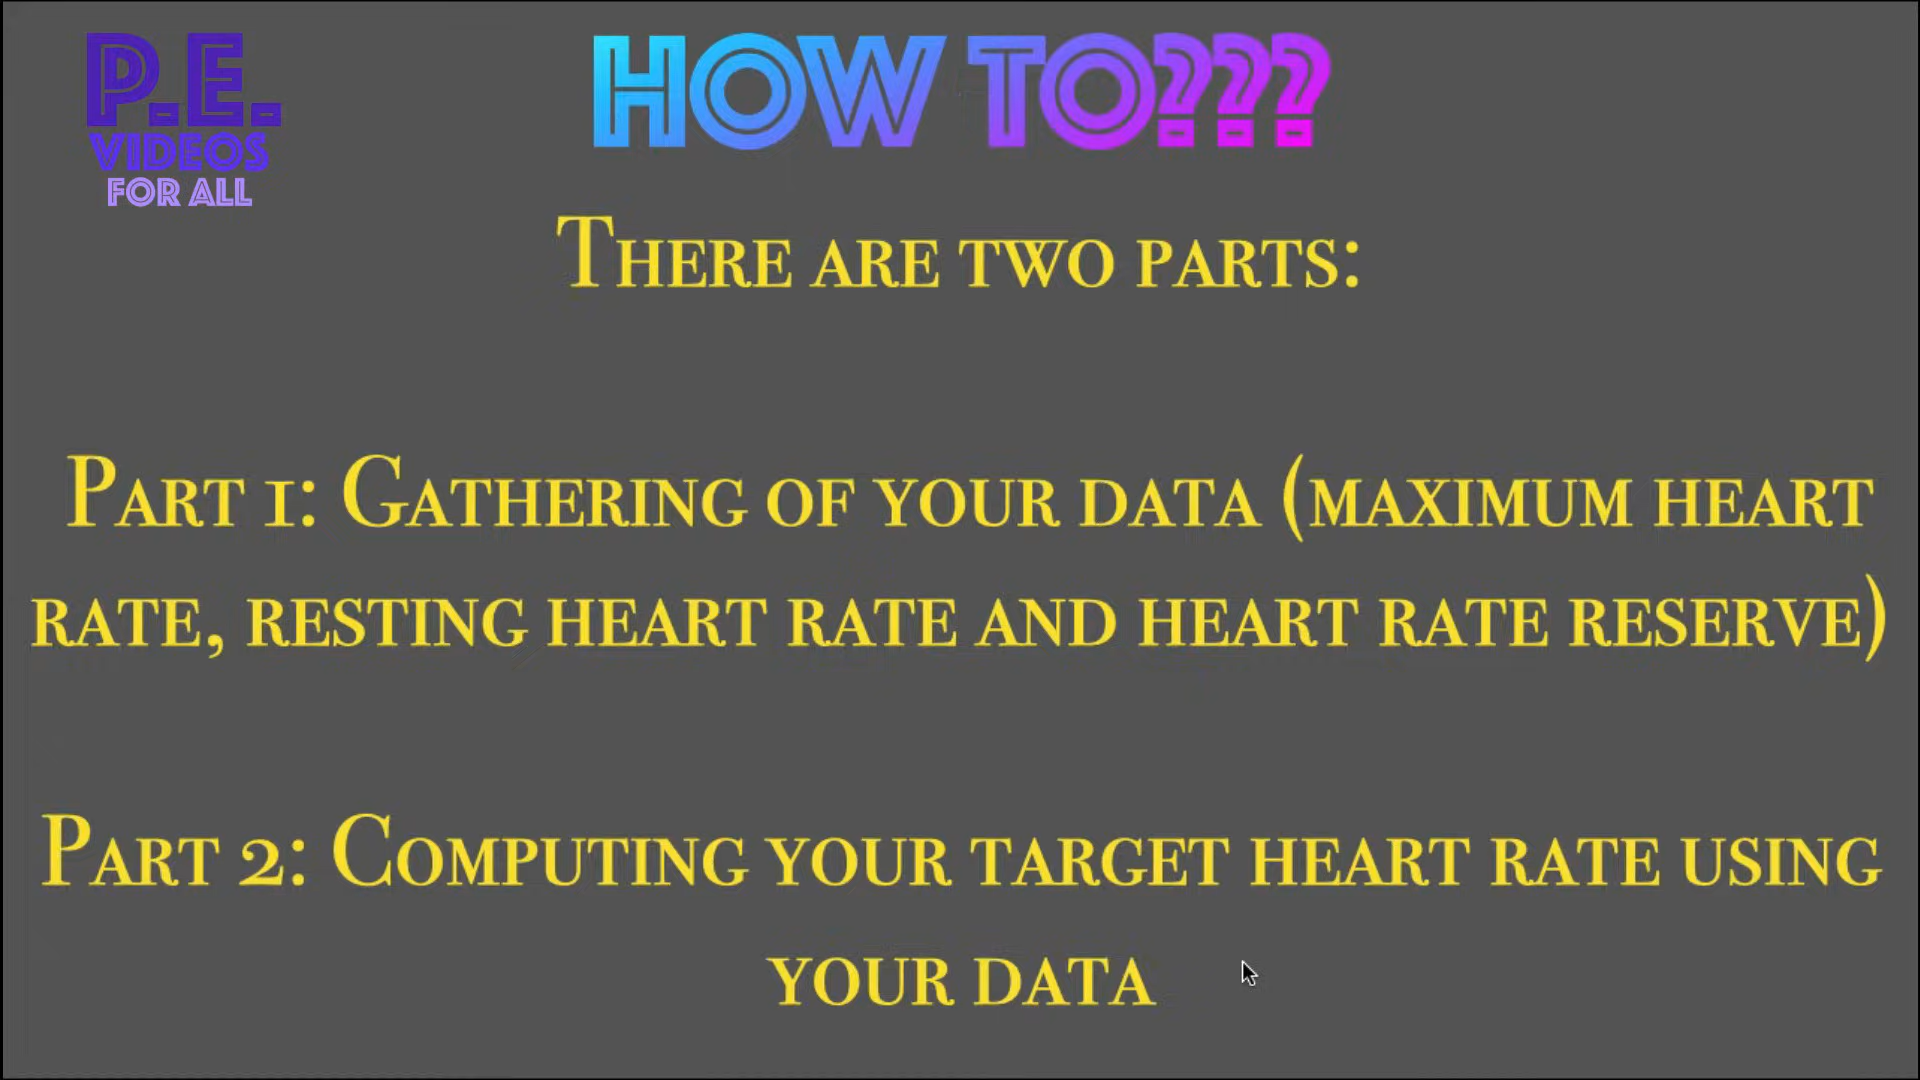 P.E.
VIDEOS
FOR ALL
HOW TO???
There are two parts:
Part 1: Gathering of your data (maximum heart
rate, resting heart rate and heart rate reserve)
Part 2: Computing your target heart rate using
your data